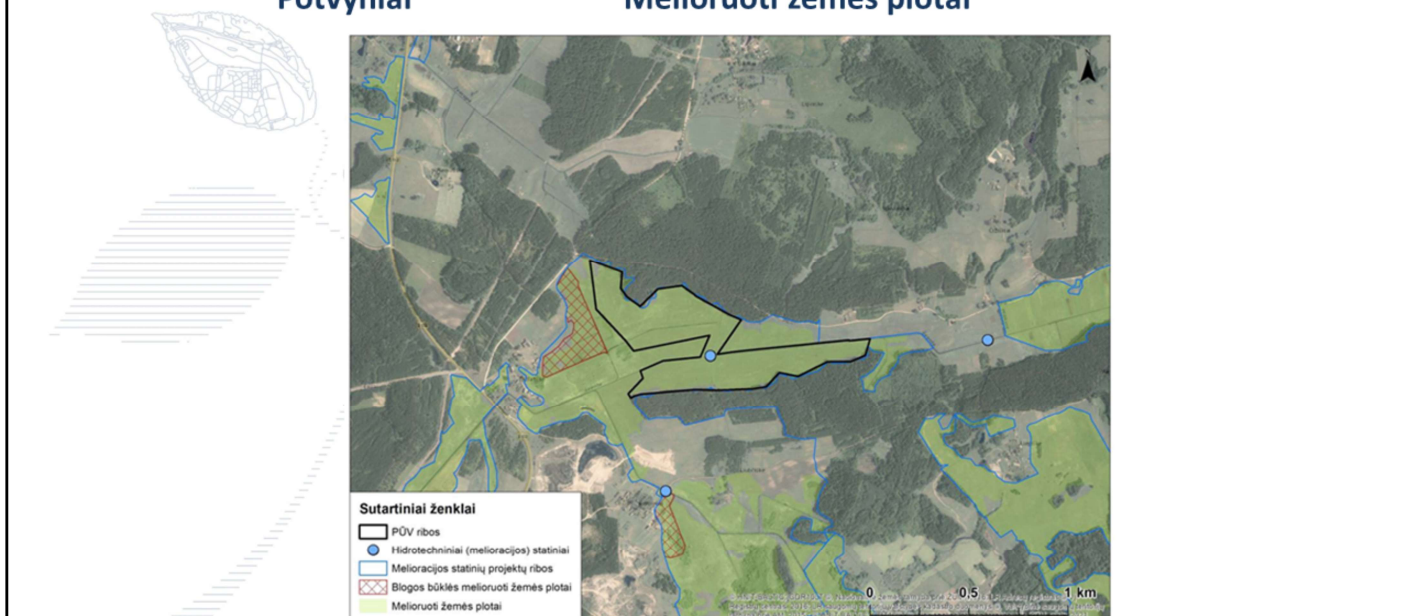 Potvyniai
Melioruoti žemės plotai
Sutartiniai ženklai
PŪV ribos
Hidrotechniniai (melioracijos) statiniai
Melioracijos statinių projektų ribos
Blogos būklės melioruoti žemės plotai
Melioruoti žemės plotai
0 0,5 1 km